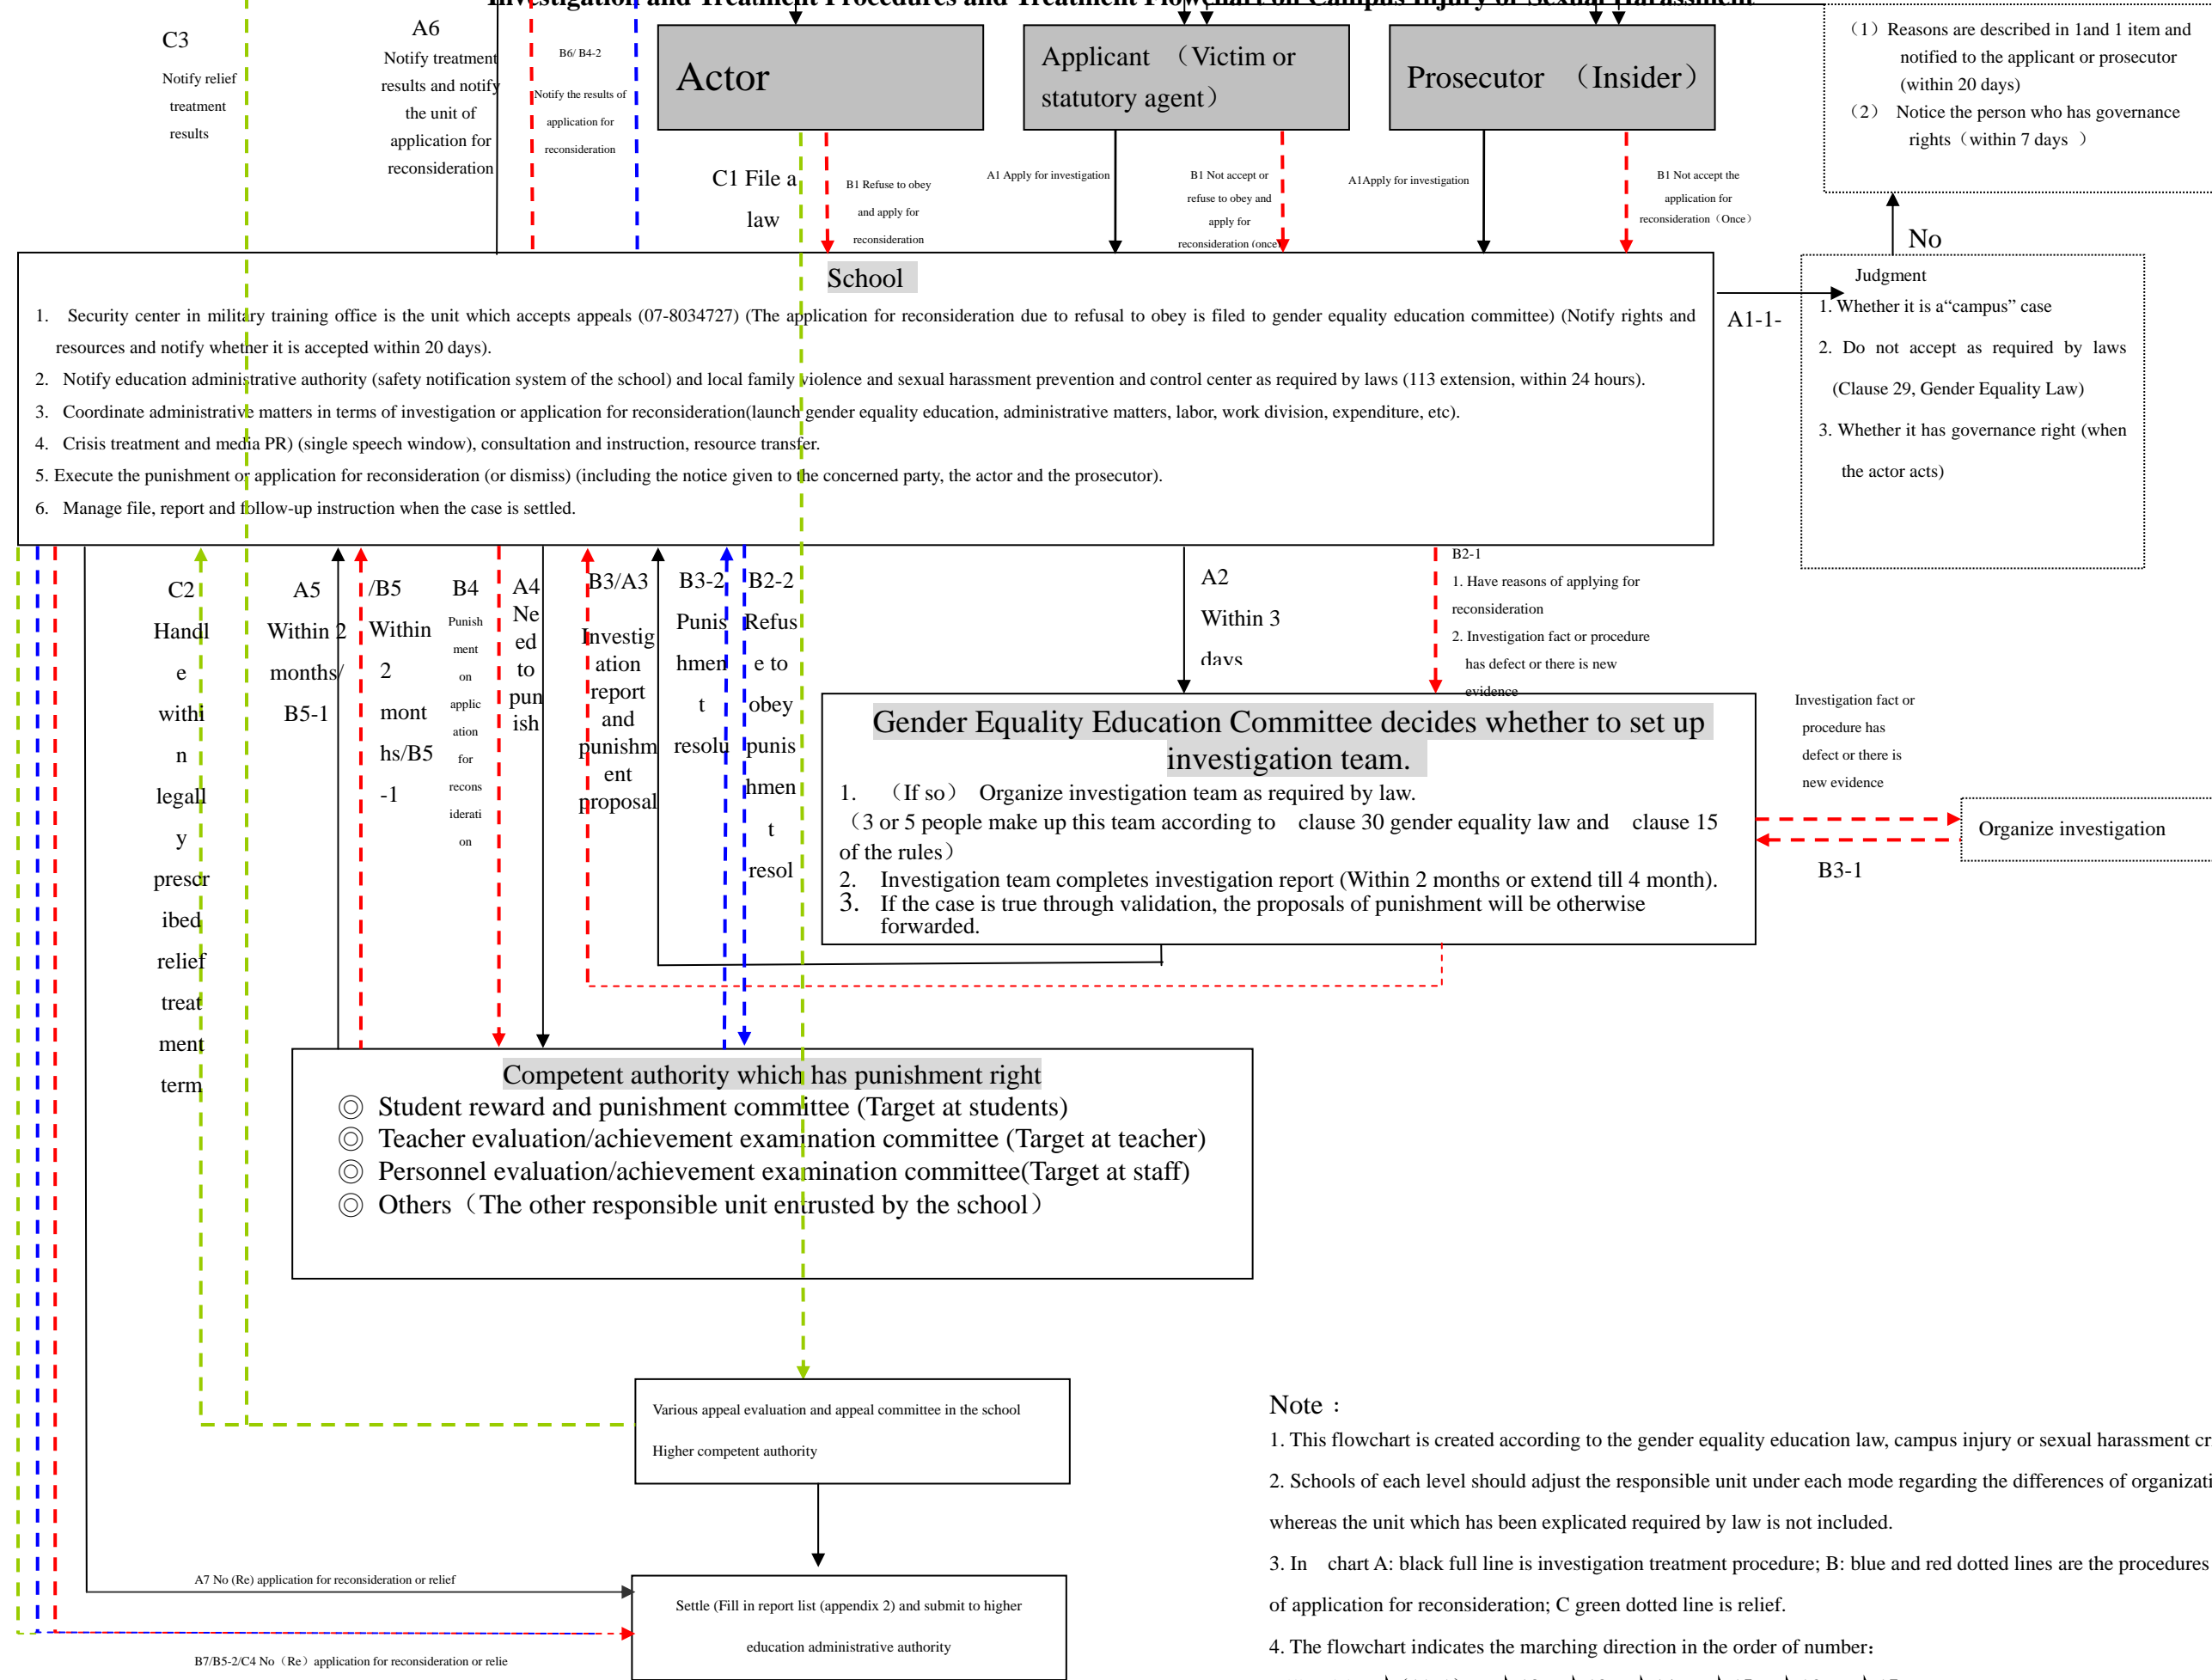 Investigation and Treatment Procedures and Treatment Flowchart on Campus Injury or Sexual Harassment
C3
Notify relief
treatment
results
A6
Notify treatment
results and notify
the unit of
application for
reconsideration
B6/ B4-2
Notify the results of
application for
reconsideration
Actor
Applicant （Victim or
statutory agent）
Prosecutor （Insider）
（1）Reasons are described in 1and 1 item and
notified to the applicant or prosecutor
(within 20 days)
（2） Notice the person who has governance
rights（within 7 days ）
C1 File a
law
B1 Refuse to obey
and apply for
reconsideration
A1 Apply for investigation
B1 Not accept or
refuse to obey and
apply for
reconsideration (once
A1Apply for investigation
B1 Not accept the
application for
reconsideration（Once）
No
School
1. Security center in military training office is the unit which accepts appeals (07-8034727) (The application for reconsideration due to refusal to obey is filed to gender equality education committee) (Notify rights and
resources and notify whether it is accepted within 20 days).
2. Notify education administrative authority (safety notification system of the school) and local family violence and sexual harassment prevention and control center as required by laws (113 extension, within 24 hours).
3. Coordinate administrative matters in terms of investigation or application for reconsideration(launch gender equality education, administrative matters, labor, work division, expenditure, etc).
4. Crisis treatment and media PR) (single speech window), consultation and instruction, resource transfer.
5. Execute the punishment or application for reconsideration (or dismiss) (including the notice given to the concerned party, the actor and the prosecutor).
6. Manage file, report and follow-up instruction when the case is settled.
A1-1-
Judgment
1. Whether it is a“campus” case
2. Do not accept as required by laws
(Clause 29, Gender Equality Law)
3. Whether it has governance right (when
the actor acts)
C2
Handl
e
withi
n
legall
y
prescr
ibed
relief
treat
ment
term
A5
Within 2
months/
B5-1
/B5
Within
2
mont
hs/B5
-1
B4
Punish
ment
on
applic
ation
for
recons
iderati
on
A4
Ne
ed
to
pun
ish
B3/A3
Investig
ation
report
and
punishm
ent
proposal
B3-2
Punis
hmen
t
resolu
B2-2
Refus
e to
obey
punis
hmen
t
resol
A2
Within 3
days
B2-1
1. Have reasons of applying for
reconsideration
2. Investigation fact or procedure
has defect or there is new
evidence
Gender Equality Education Committee decides whether to set up
investigation team.
1. （If so） Organize investigation team as required by law.
（3 or 5 people make up this team according to clause 30 gender equality law and clause 15
of the rules）
2. Investigation team completes investigation report (Within 2 months or extend till 4 month).
3. If the case is true through validation, the proposals of punishment will be otherwise
forwarded.
Investigation fact or
procedure has
defect or there is
new evidence
Organize investigation
B3-1
Competent authority which has punishment right
◎ Student reward and punishment committee (Target at students)
◎ Teacher evaluation/achievement examination committee (Target at teacher)
◎ Personnel evaluation/achievement examination committee(Target at staff)
◎ Others（The other responsible unit entrusted by the school）
Various appeal evaluation and appeal committee in the school
Higher competent authority
A7 No (Re) application for reconsideration or relief
Settle (Fill in report list (appendix 2) and submit to higher
education administrative authority
B7/B5-2/C4 No（Re）application for reconsideration or relie
Note：
1. This flowchart is created according to the gender equality education law, campus injury or sexual harassment cr
2. Schools of each level should adjust the responsible unit under each mode regarding the differences of organizati
whereas the unit which has been explicated required by law is not included.
3. In chart A: black full line is investigation treatment procedure; B: blue and red dotted lines are the procedures
of application for reconsideration; C green dotted line is relief.
4. The flowchart indicates the marching direction in the order of number：